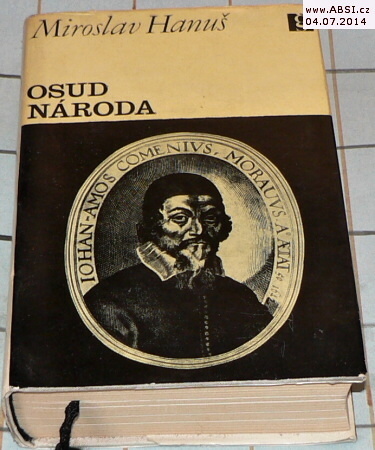 www.ABSI.cz
04.07.2014
Miroslav Hanuš
OSUD
NÁRODA
IOHAN-AMOS COMENIVS, MORAVVS. A. ÆTAT: